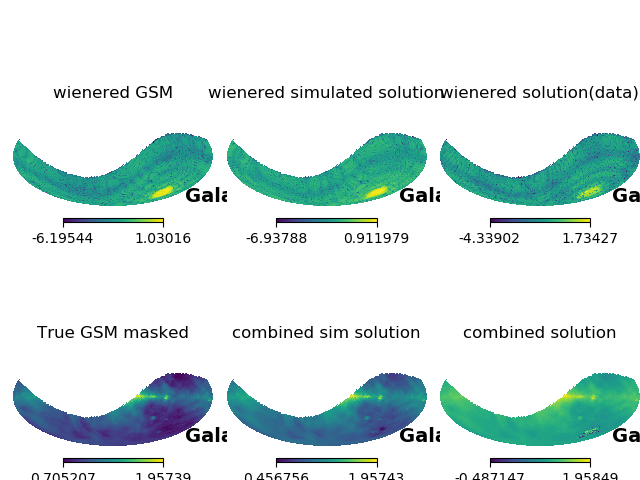 wienered GSM
wienered simulated solution
wienered solution(data)
Gala
Gala
Ga
-6.19544
1.03016
-6.93788
0.911979
-4.33902
1.73427
True GSM masked
combined sim solution
combined solution
Gala
Gala
Ga
0.705207
1.95739
0.456756
1.95743
-0.487147
1.95849